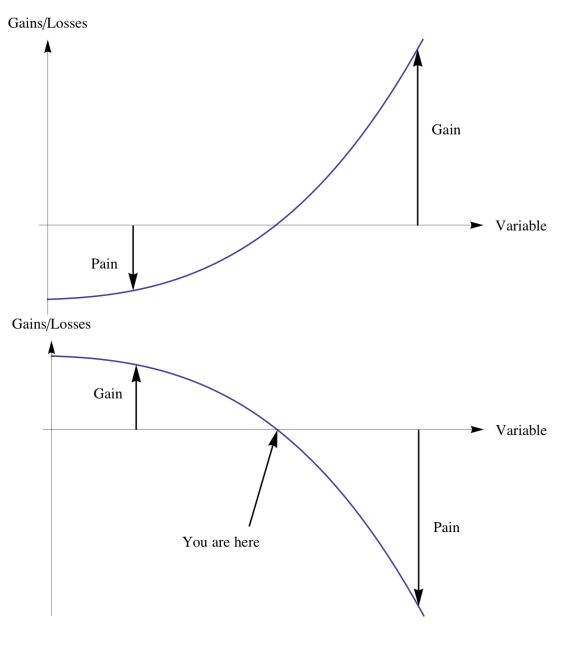 Gains/Losses
Gain
Variable
Pain
Gains/Losses
Gain
Variable
Pain
You are here